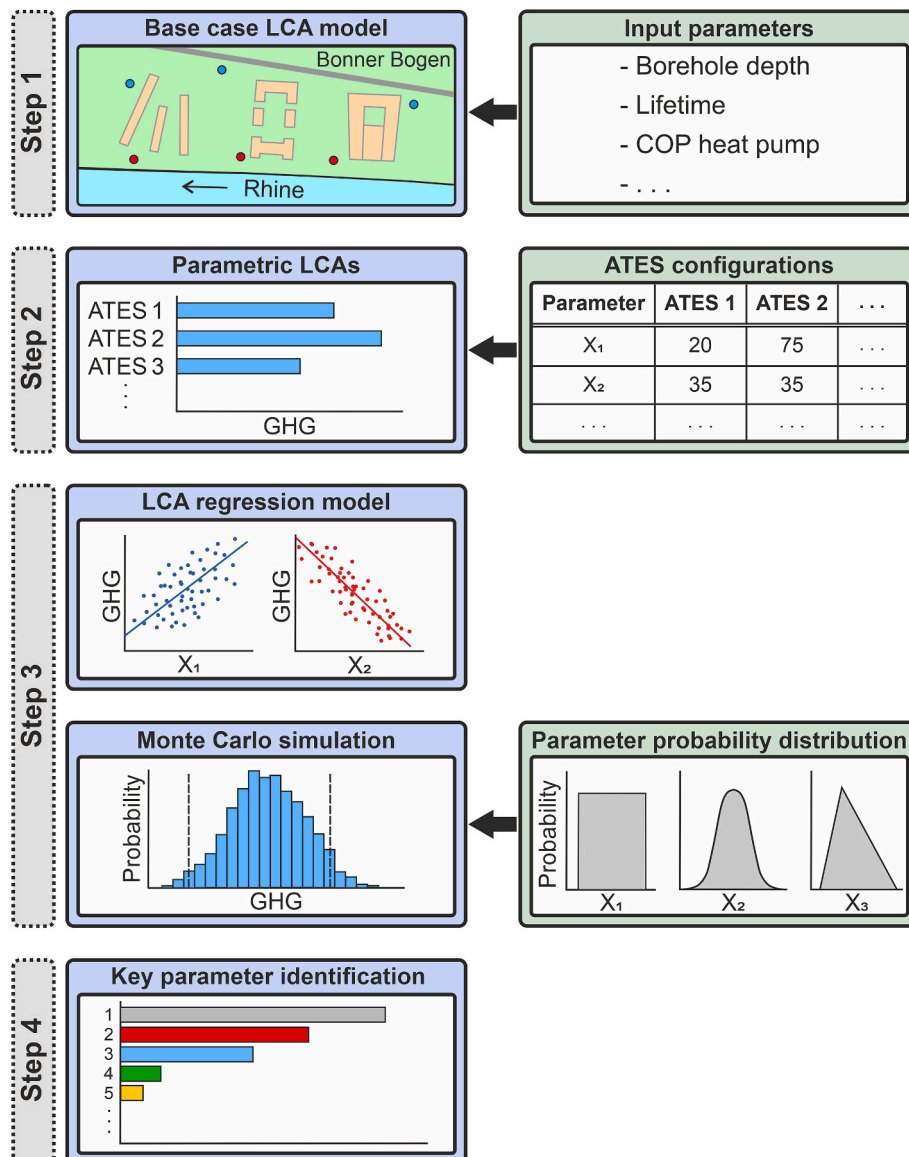 Step 1
Base case LCA model
Bonner Bogen
Rhine
Input parameters
- Borehole depth
- Lifetime
- COP heat pump
- . . .
Step 2
Parametric LCAs
ATES 1
ATES 2
ATES 3
.
.
.
GHG
ATES configurations
Parameter ATES 1 ATES 2 . . .
X₁ 20 75 . . .
X₂ 35 35 . . .
. . . . . . . . . . . .
Step 3
LCA regression model
GHG
X₁
GHG
X₂
Monte Carlo simulation
Probability
GHG
Parameter probability distribution
Probability
X₁
X₂
X₃
Step 4
Key parameter identification
1
2
3
4
5
.
.
.